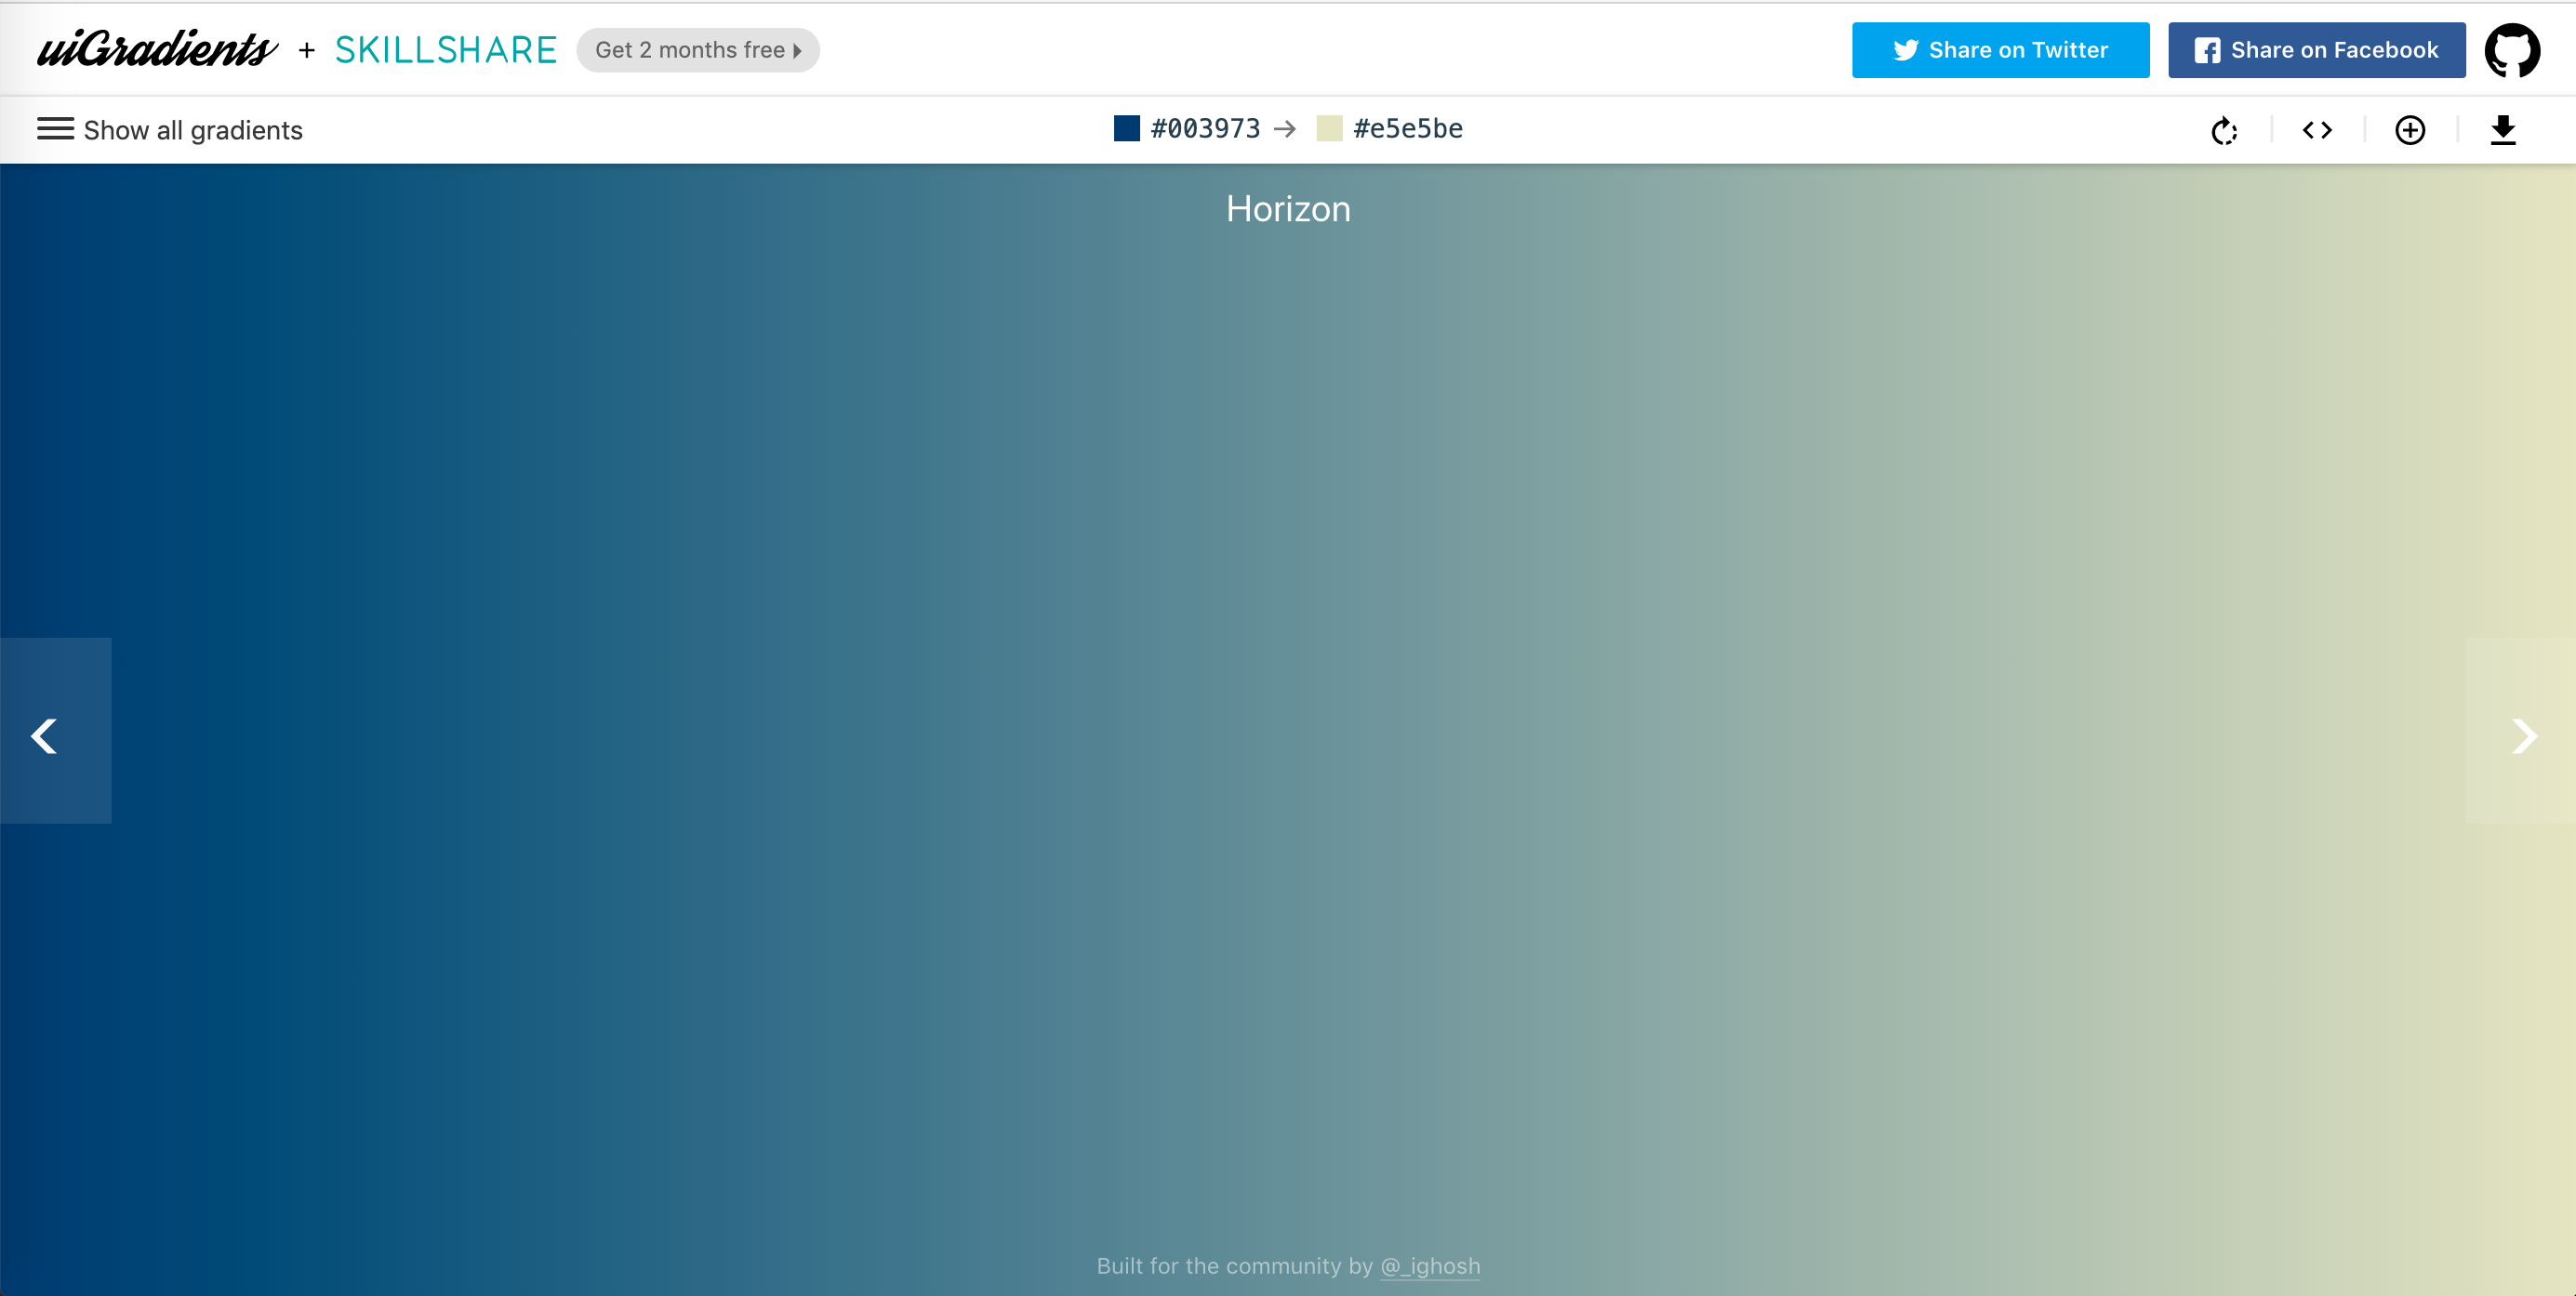 uiGradients + SKILLSHARE Get 2 months free
Share on Twitter Share on Facebook
Show all gradients #003973 → #e5e5be
Horizon
Built for the community by @_ighosh